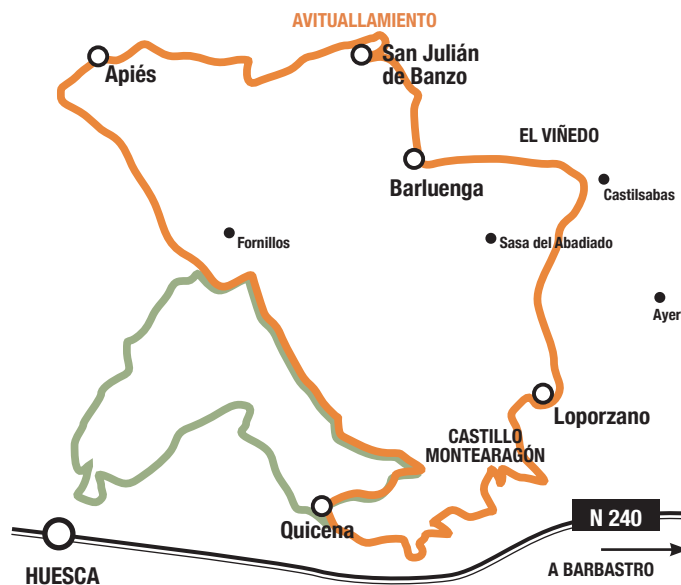 AVITUALLAMIENTO
San Julián
de Banzo
Apiés
EL VIÑEDO
Barluenga
Castilsabas
Fornillos
Sasa del Abadiado
Ayer
Loporzano
CASTILLO
MONTEARAGÓN
Quicena
N 240
HUESCA
A BARBASTRO